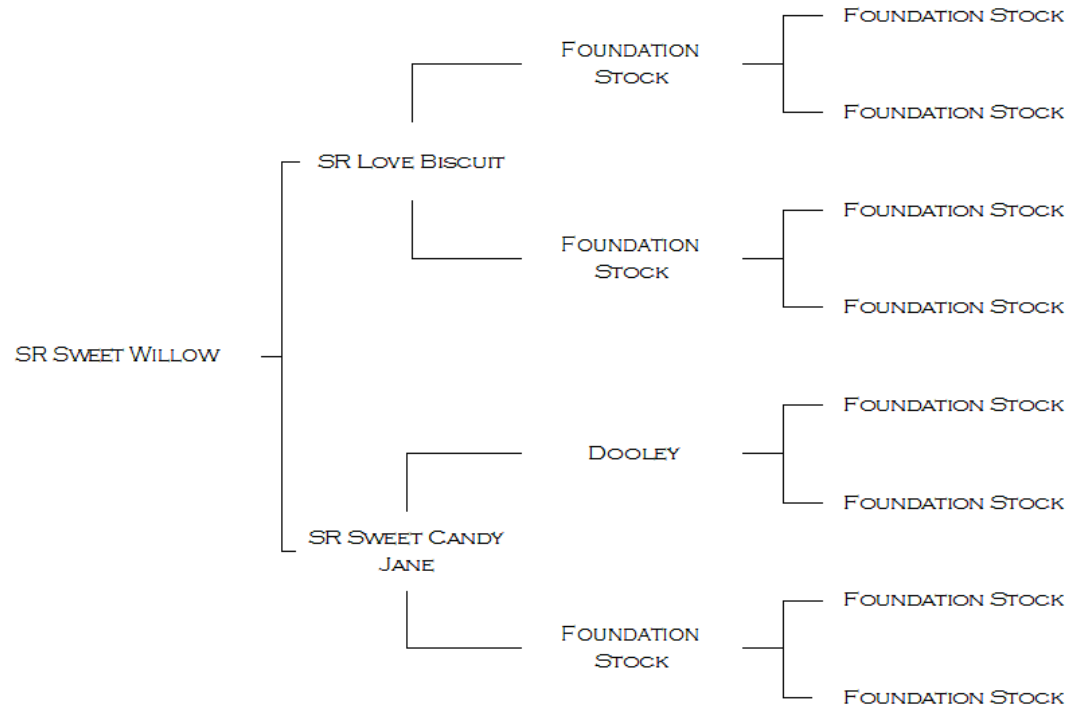 Foundation Stock
Foundation
Stock
Foundation Stock
SR Love Biscuit
Foundation Stock
Foundation
Stock
Foundation Stock
SR Sweet Willow
Foundation Stock
Dooley
Foundation Stock
SR Sweet Candy
Jane
Foundation Stock
Foundation
Stock
Foundation Stock